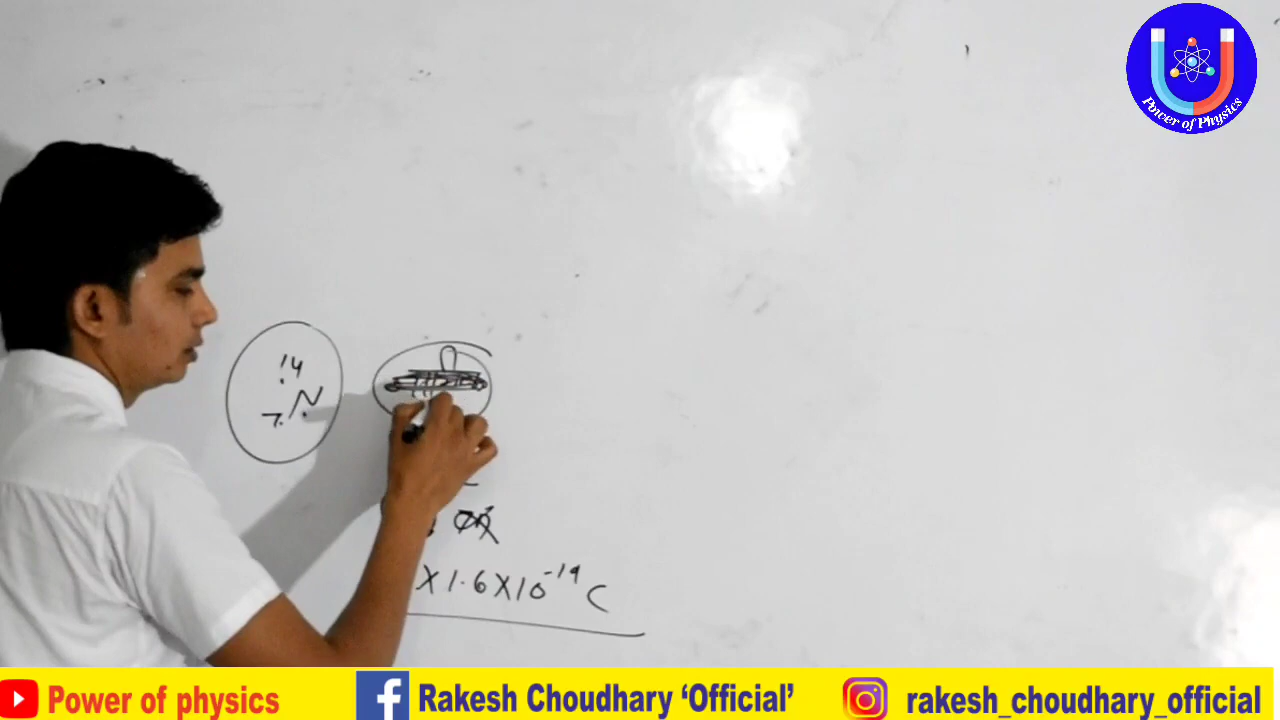 Power of Physics
14
7 N
X 1.6 X 10⁻¹⁹ C
Power of physics
Rakesh Choudhary ‘Official’
rakesh_choudhary_official